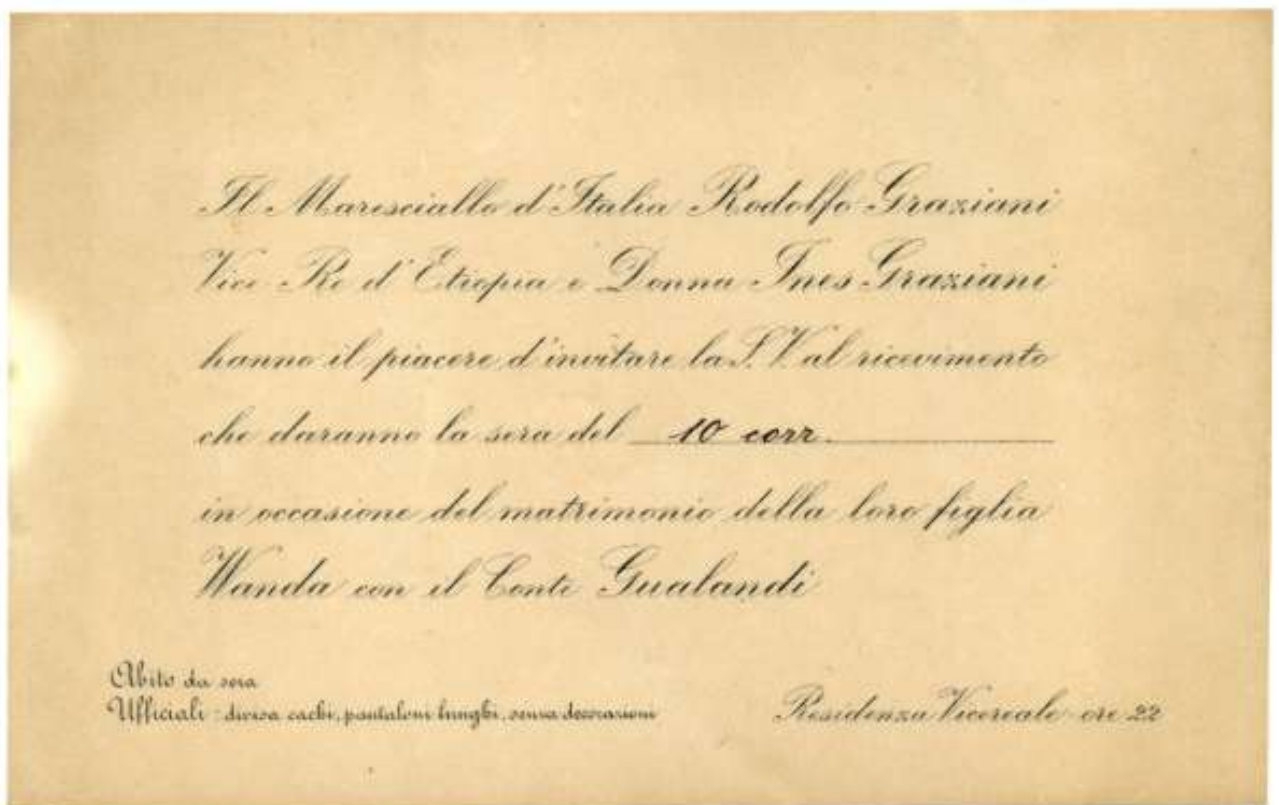 Il Maresciallo d'Italia Rodolfo Graziani
Vice Re d'Etiopia e Donna Ines Graziani
hanno il piacere d'invitare la S. V. al ricevimento
che daranno la sera del 10 corr.
in occasione del matrimonio della loro figlia
Wanda con il Conte Gualandi
Abito da sera
Ufficiali - divisa cachi, pantaloni lunghi, senza decorazioni
Residenza Vicereale - ore 22